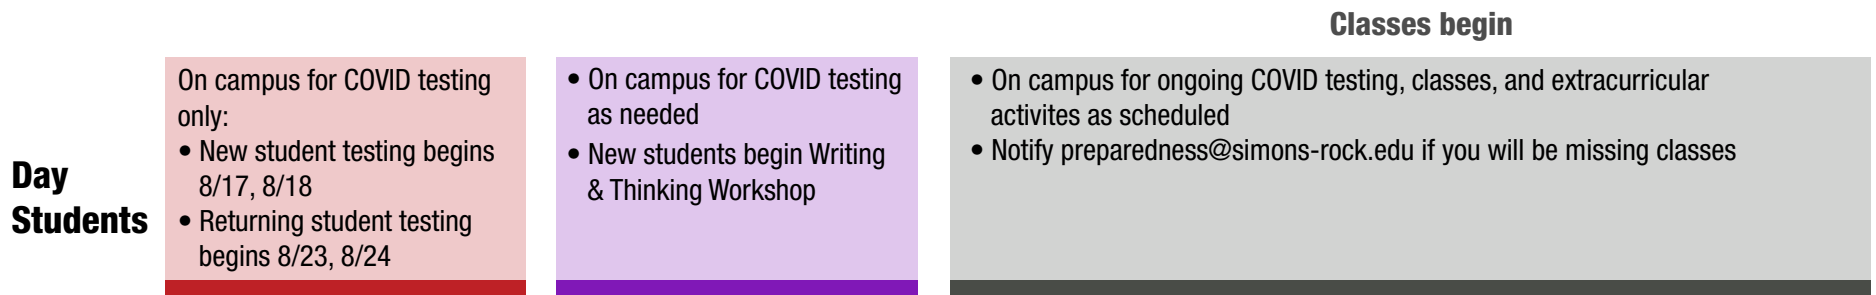 Classes begin
Day
Students
On campus for COVID testing
only:
• New student testing begins
8/17, 8/18
• Returning student testing
begins 8/23, 8/24
• On campus for COVID testing
as needed
• New students begin Writing
& Thinking Workshop
• On campus for ongoing COVID testing, classes, and extracurricular
activites as scheduled
• Notify preparedness@simons-rock.edu if you will be missing classes